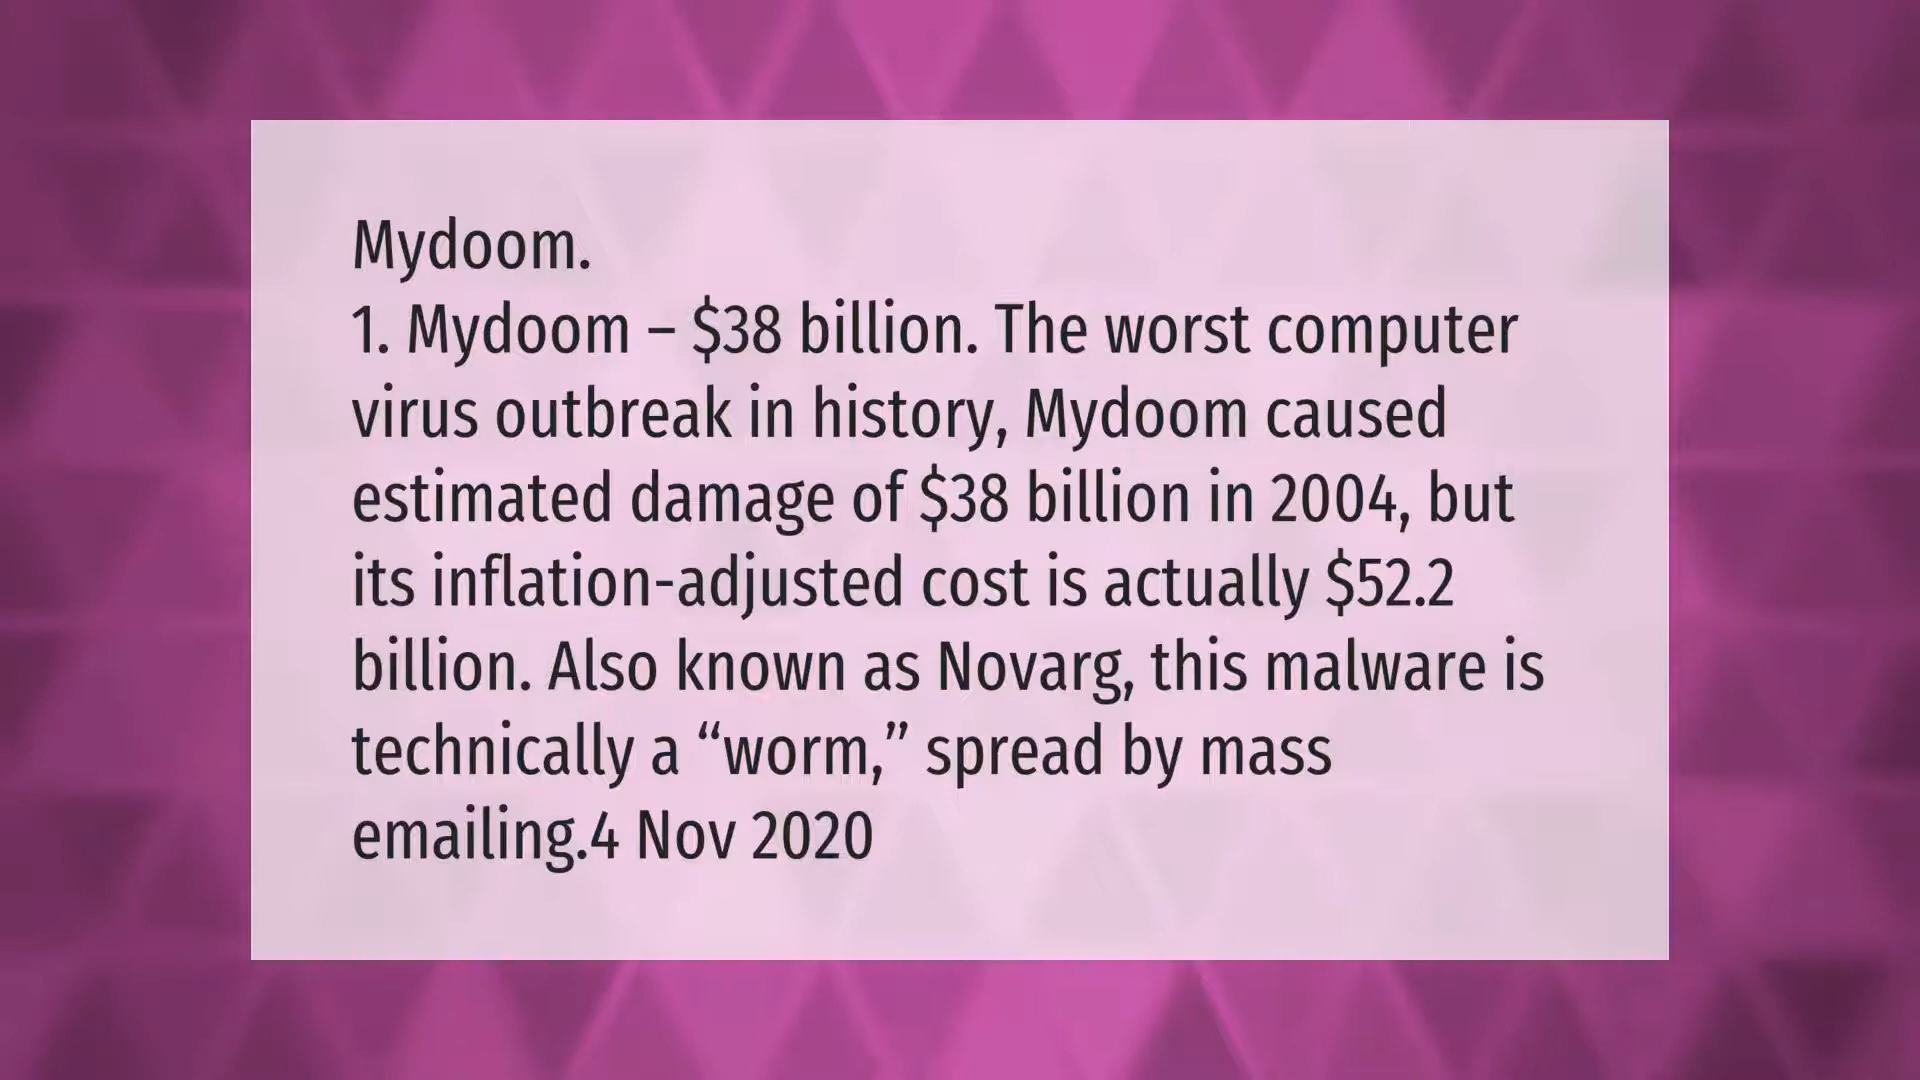 Mydoom.
1. Mydoom – $38 billion. The worst computer
virus outbreak in history, Mydoom caused
estimated damage of $38 billion in 2004, but
its inflation-adjusted cost is actually $52.2
billion. Also known as Novarg, this malware is
technically a “worm,” spread by mass
emailing.4 Nov 2020